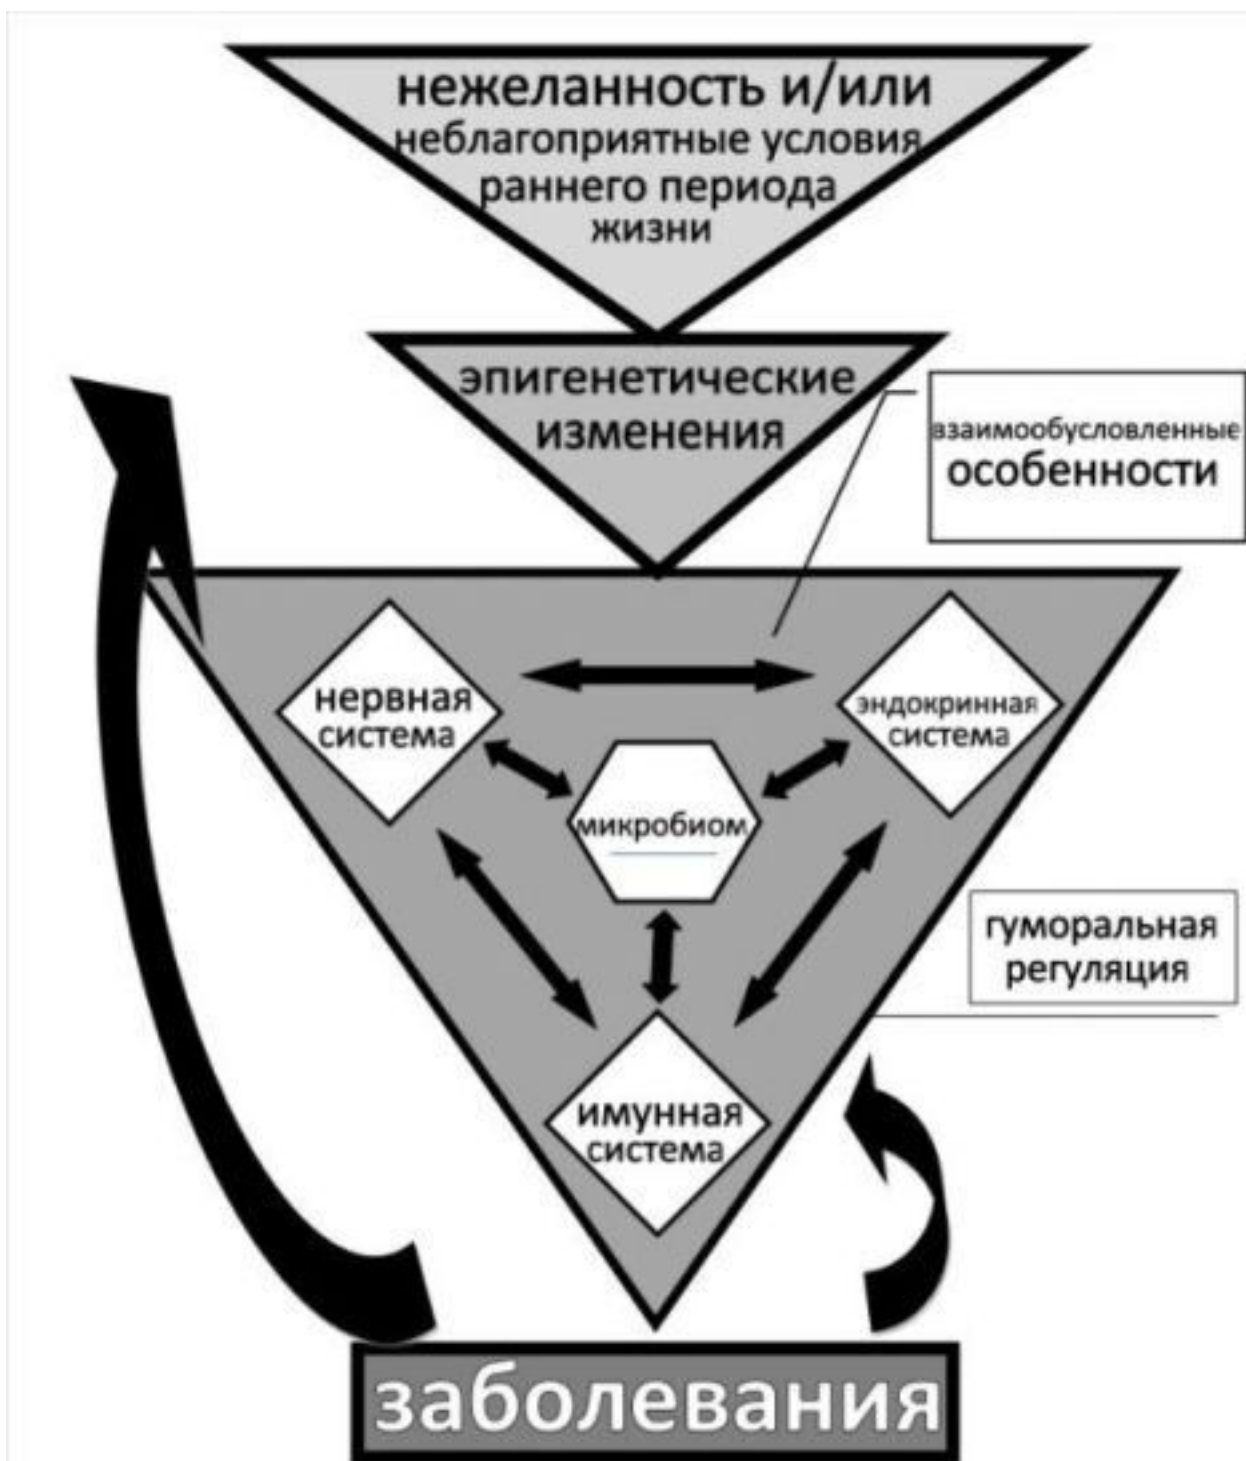 нежеланность и/или
неблагоприятные условия
раннего периода
жизни
эпигенетические
изменения
взаимообусловленные
особенности
нервная
система
эндокринная
система
микробиом
гуморальная
регуляция
имунная
система
заболевания